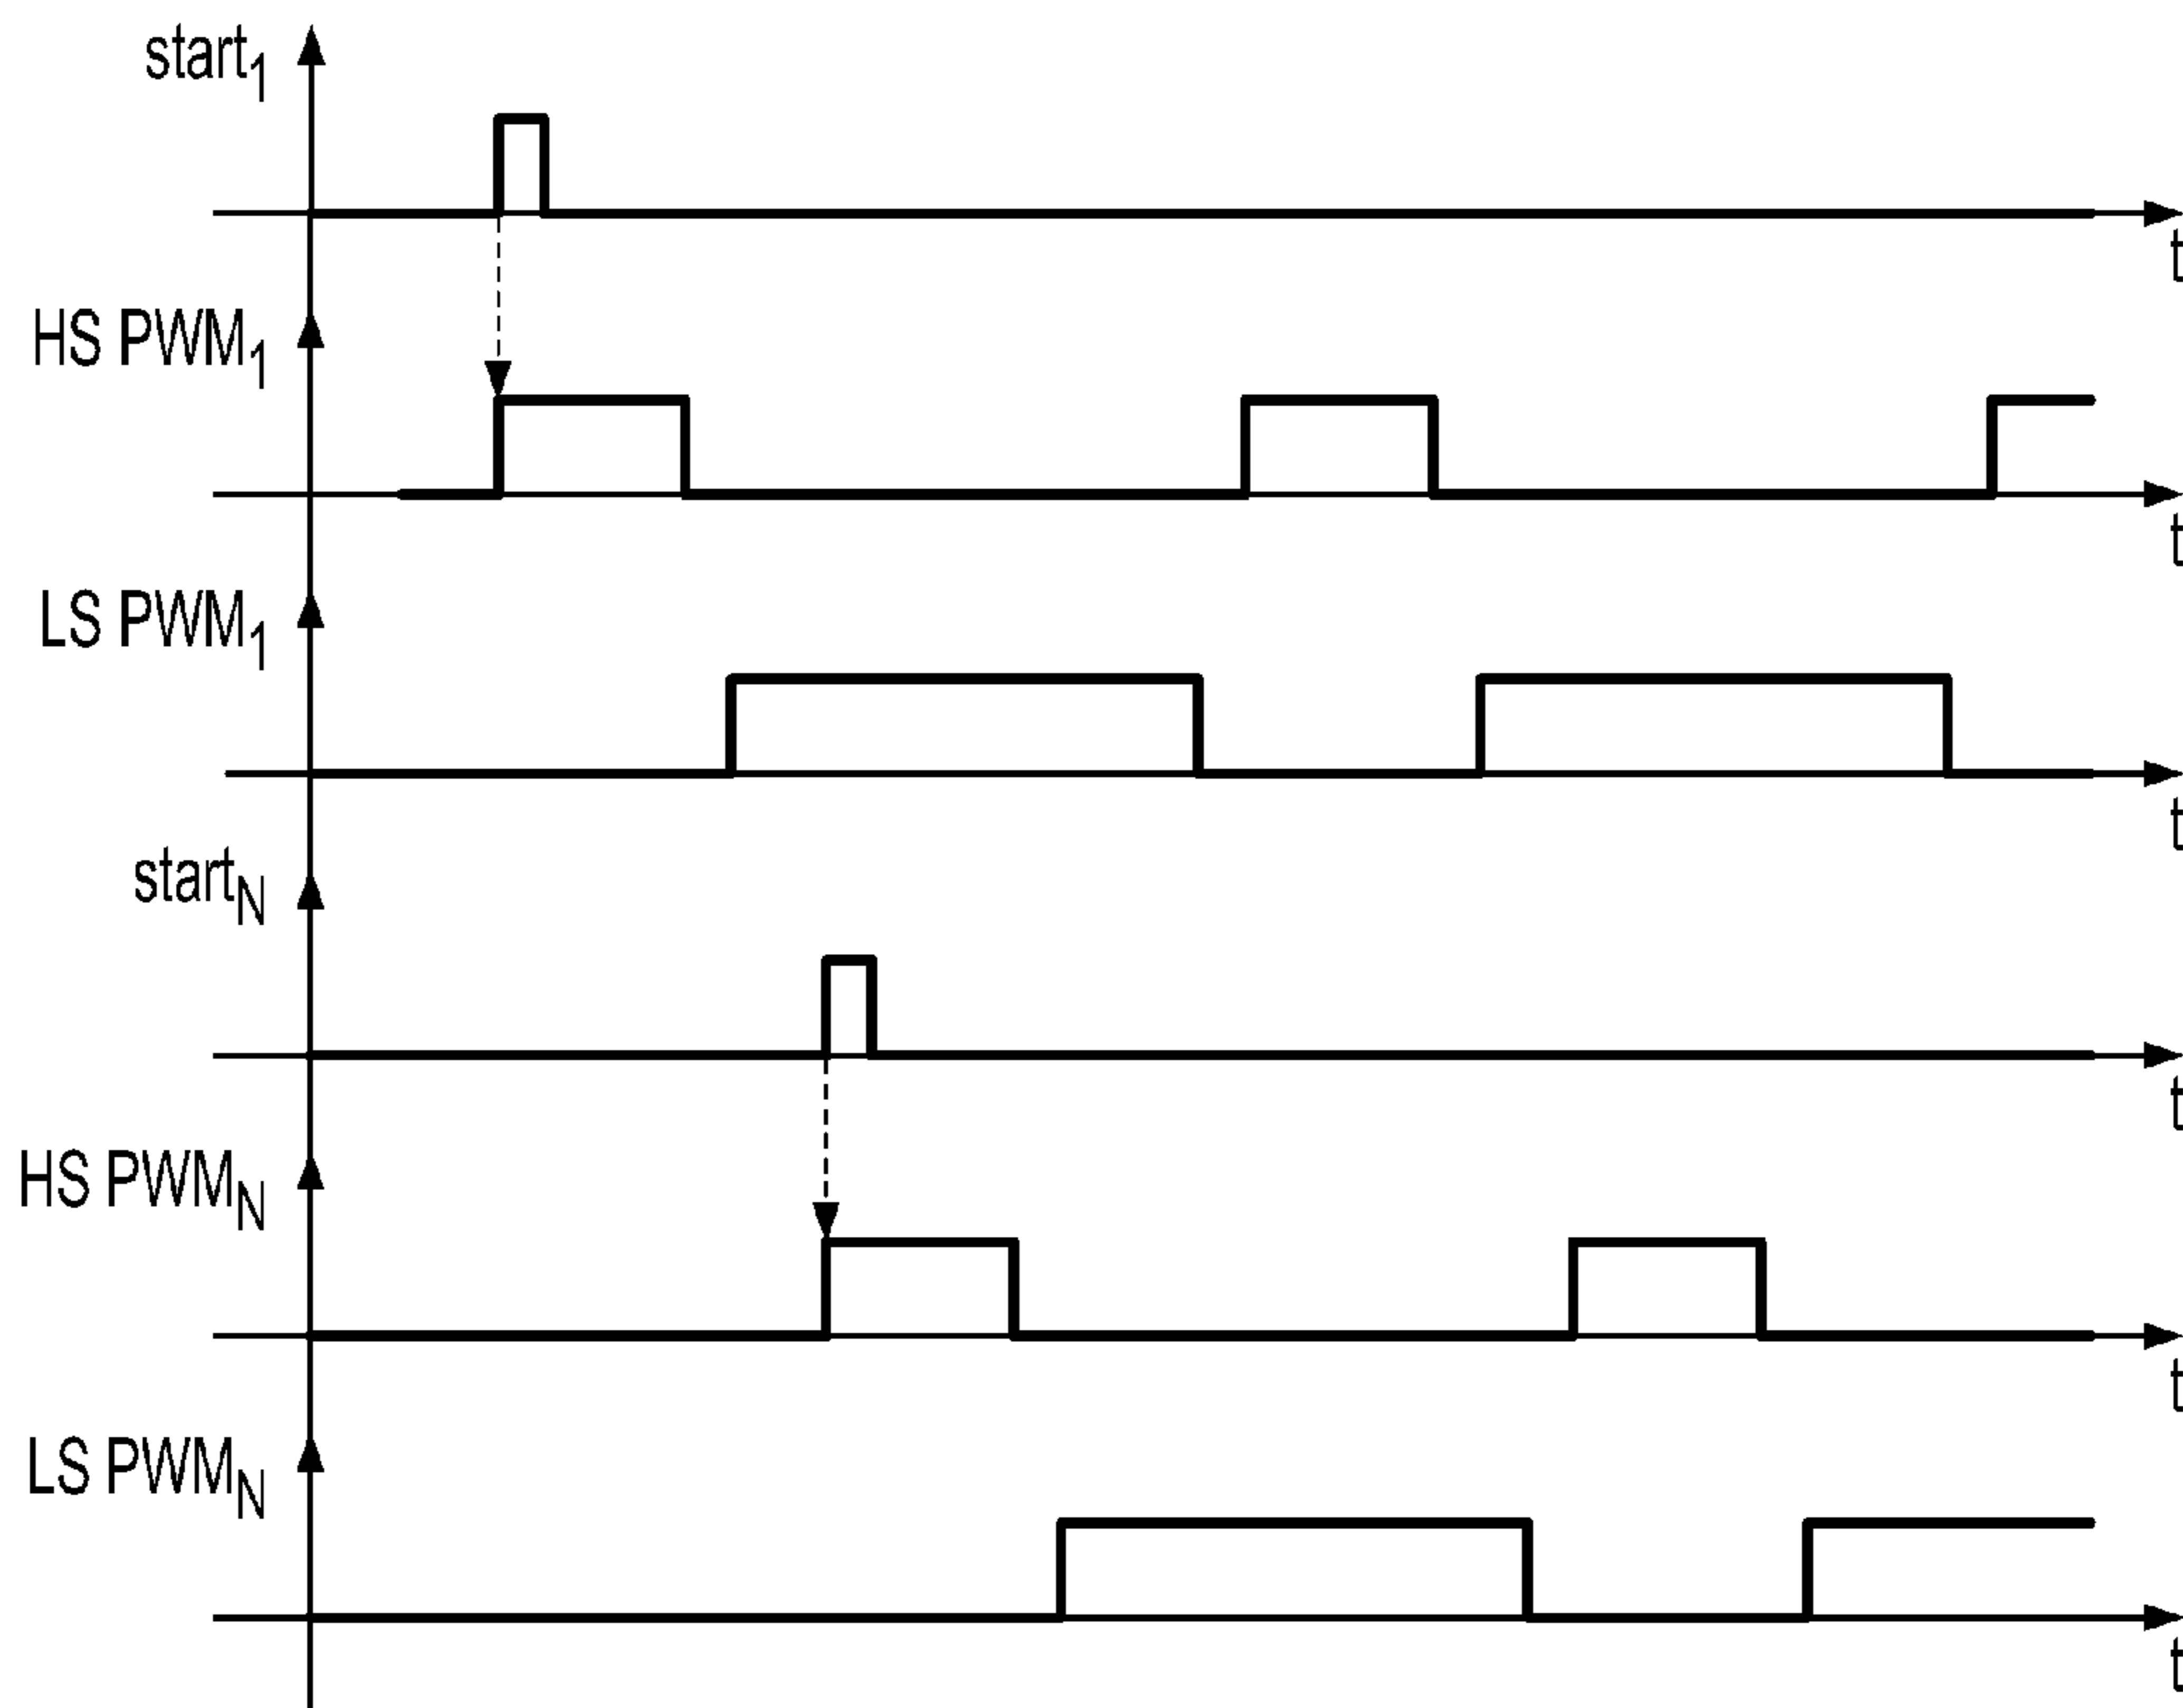 start1
t
HS PWM1
t
LS PWM1
t
startN
t
HS PWMN
t
LS PWMN
t